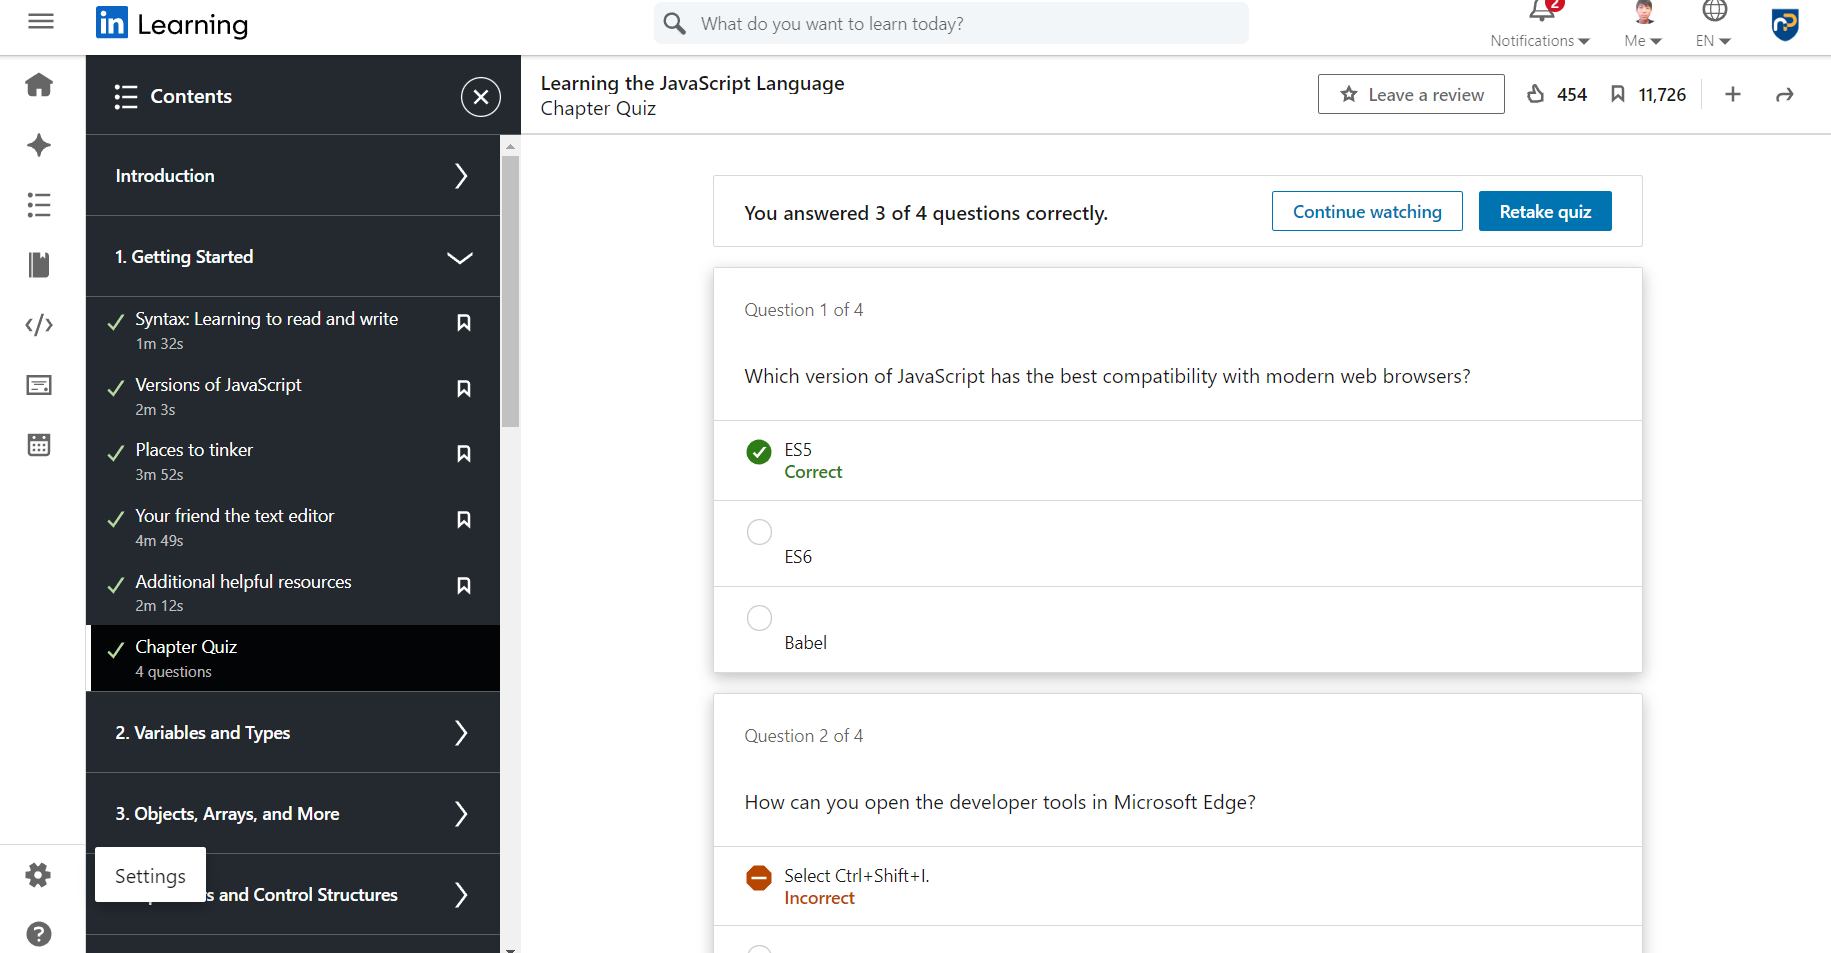 in Learning
What do you want to learn today?
2
Notifications
Me
EN
Contents
Learning the JavaScript Language
Chapter Quiz
Leave a review
454
11,726
Introduction
1. Getting Started
Syntax: Learning to read and write
1m 32s
Versions of JavaScript
2m 3s
Places to tinker
3m 52s
Your friend the text editor
4m 49s
Additional helpful resources
2m 12s
Chapter Quiz
4 questions
2. Variables and Types
3. Objects, Arrays, and More
Settings
s and Control Structures
You answered 3 of 4 questions correctly.
Continue watching
Retake quiz
Question 1 of 4
Which version of JavaScript has the best compatibility with modern web browsers?
ES5
Correct
ES6
Babel
Question 2 of 4
How can you open the developer tools in Microsoft Edge?
Select Ctrl+Shift+I.
Incorrect